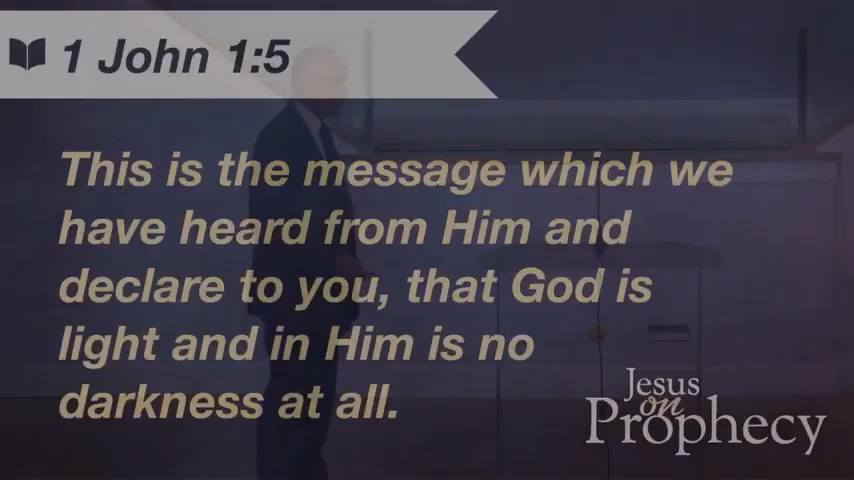 1 John 1:5
This is the message which we
have heard from Him and
declare to you, that God is
light and in Him is no
darkness at all.
Jesus
on
Prophecy